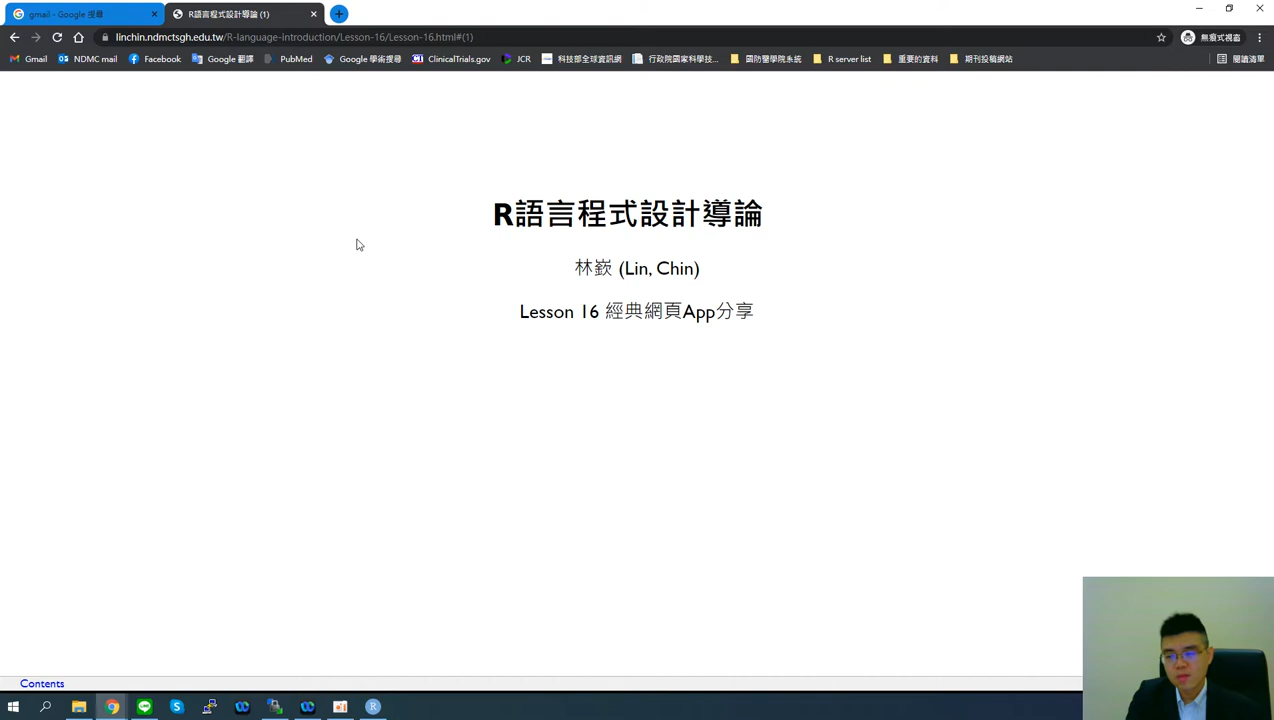 gmail - Google 搜尋
R語言程式設計導論 (1)
linchin.ndmctsgh.edu.tw/R-language-introduction/Lesson-16/Lesson-16.html#(1)
無痕式視窗
Gmail
NDMC mail
Facebook
Google 翻譯
PubMed
Google 學術搜尋
ClinicalTrials.gov
JCR
科技部全球資訊網
行政院國家科學技...
國防醫學院系統
R server list
重要的資料
期刊投稿網站
閱讀清單
R語言程式設計導論
林嶔 (Lin, Chin)
Lesson 16 經典網頁App分享
Contents